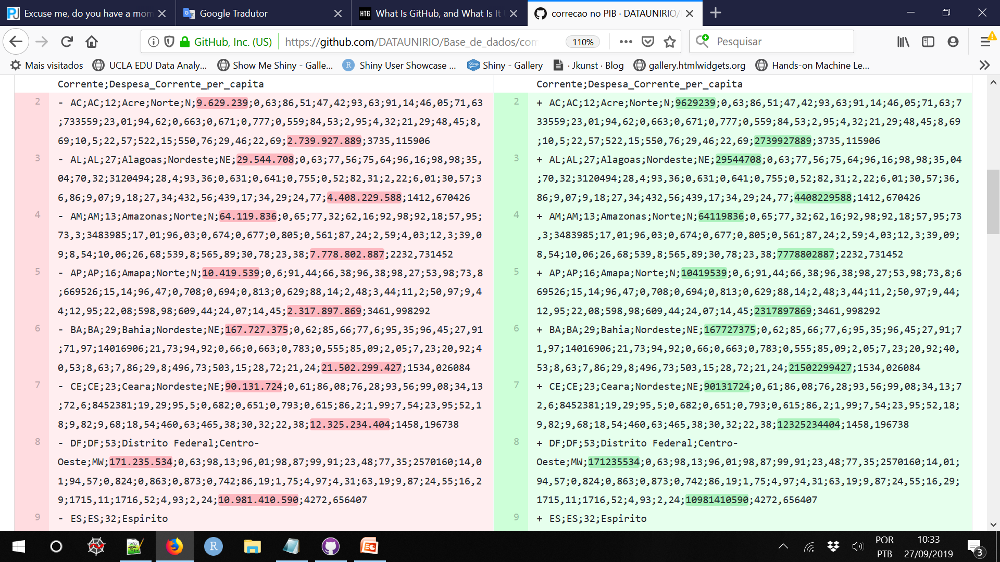 Excuse me, do you have a mom
Google Tradutor
HTG What Is GitHub, and What Is It
correcao no PIB · DATAUNIRIO/
GitHub, Inc. (US)
https://github.com/DATAUNIRIO/Base_de_dados/com
110%
Pesquisar
Mais visitados
UCLA EDU Data Analy...
Show Me Shiny - Galle...
R Shiny User Showcase ...
Shiny - Gallery
· Jkunst · Blog
gallery.htmlwidgets.org
Hands-on Machine Le...
Corrente;Despesa_Corrente_per_capita
2 - AC;AC;12;Acre;Norte;N;9.629.239;0,63;86,51;47,42;93,63;91,14;46,05;71,63
;733559;23,01;94,62;0,663;0,671;0,777;0,559;84,53;2,95;4,32;21,29;48,45;8,
69;10,5;22,57;522,15;550,76;29,46;22,69;2.739.927.889;3735,115906
3 - AL;AL;27;Alagoas;Nordeste;NE;29.544.708;0,63;77,56;75,64;96,16;98,98;35,
04;70,32;3120494;28,4;93,36;0,631;0,641;0,755;0,52;82,31;2,22;6,01;30,57;3
6,86;9,07;9,18;27,34;432,56;439,17;34,29;24,77;4.408.229.588;1412,670426
4 - AM;AM;13;Amazonas;Norte;N;64.119.836;0,65;77,32;62,16;92,98;92,18;57,95;
73,3;3483985;17,01;96,03;0,674;0,677;0,805;0,561;87,24;2,59;4,03;12,3;39,0
9;8,54;10,06;26,68;539,8;565,89;30,78;23,38;7.778.802.887;2232,731452
5 - AP;AP;16;Amapa;Norte;N;10.419.539;0,6;91,44;66,38;96,38;98,27;53,98;73,8
;669526;15,14;96,47;0,708;0,694;0,813;0,629;88,14;2,48;3,44;11,2;50,97;9,4
4;12,95;22,08;598,98;609,44;24,07;14,45;2.317.897.869;3461,998292
6 - BA;BA;29;Bahia;Nordeste;NE;167.727.375;0,62;85,66;77,6;95,35;96,45;27,91
;71,97;14016906;21,73;94,92;0,66;0,663;0,783;0,555;85,09;2,05;7,23;20,92;4
0,53;8,63;7,86;29,8;496,73;503,15;28,72;21,24;21.502.299.427;1534,026084
7 - CE;CE;23;Ceara;Nordeste;NE;90.131.724;0,61;86,08;76,28;93,56;99,08;34,13
;72,6;8452381;19,29;95,5;0,682;0,651;0,793;0,615;86,2;1,99;7,54;23,95;52,1
8;9,82;9,68;18,54;460,63;465,38;30,32;22,38;12.325.234.404;1458,196738
8 - DF;DF;53;Distrito Federal;Centro-
Oeste;MW;171.235.534;0,63;98,13;96,01;98,87;99,91;23,48;77,35;2570160;14,0
1;94,57;0,824;0,863;0,873;0,742;86,19;1,75;4,97;4,31;63,19;9,87;24,55;16,2
9;1715,11;1716,52;4,93;2,24;10.981.410.590;4272,656407
9 - ES;ES;32;Espirito
Corrente;Despesa_Corrente_per_capita
2 + AC;AC;12;Acre;Norte;N;9629239;0,63;86,51;47,42;93,63;91,14;46,05;71,63;7
33559;23,01;94,62;0,663;0,671;0,777;0,559;84,53;2,95;4,32;21,29;48,45;8,69
;10,5;22,57;522,15;550,76;29,46;22,69;2739927889;3735,115906
3 + AL;AL;27;Alagoas;Nordeste;NE;29544708;0,63;77,56;75,64;96,16;98,98;35,04
;70,32;3120494;28,4;93,36;0,631;0,641;0,755;0,52;82,31;2,22;6,01;30,57;36,
86;9,07;9,18;27,34;432,56;439,17;34,29;24,77;4408229588;1412,670426
4 + AM;AM;13;Amazonas;Norte;N;64119836;0,65;77,32;62,16;92,98;92,18;57,95;73
,3;3483985;17,01;96,03;0,674;0,677;0,805;0,561;87,24;2,59;4,03;12,3;39,09;
8,54;10,06;26,68;539,8;565,89;30,78;23,38;7778802887;2232,731452
5 + AP;AP;16;Amapa;Norte;N;10419539;0,6;91,44;66,38;96,38;98,27;53,98;73,8;6
69526;15,14;96,47;0,708;0,694;0,813;0,629;88,14;2,48;3,44;11,2;50,97;9,44;
12,95;22,08;598,98;609,44;24,07;14,45;2317897869;3461,998292
6 + BA;BA;29;Bahia;Nordeste;NE;167727375;0,62;85,66;77,6;95,35;96,45;27,91;7
1,97;14016906;21,73;94,92;0,66;0,663;0,783;0,555;85,09;2,05;7,23;20,92;40,
53;8,63;7,86;29,8;496,73;503,15;28,72;21,24;21502299427;1534,026084
7 + CE;CE;23;Ceara;Nordeste;NE;90131724;0,61;86,08;76,28;93,56;99,08;34,13;7
2,6;8452381;19,29;95,5;0,682;0,651;0,793;0,615;86,2;1,99;7,54;23,95;52,18;
9,82;9,68;18,54;460,63;465,38;30,32;22,38;12325234404;1458,196738
8 + DF;DF;53;Distrito Federal;Centro-
Oeste;MW;171235534;0,63;98,13;96,01;98,87;99,91;23,48;77,35;2570160;14,01;
94,57;0,824;0,863;0,873;0,742;86,19;1,75;4,97;4,31;63,19;9,87;24,55;16,29;
1715,11;1716,52;4,93;2,24;10981410590;4272,656407
9 + ES;ES;32;Espirito
R
POR
PTB
10:33
27/09/2019
3